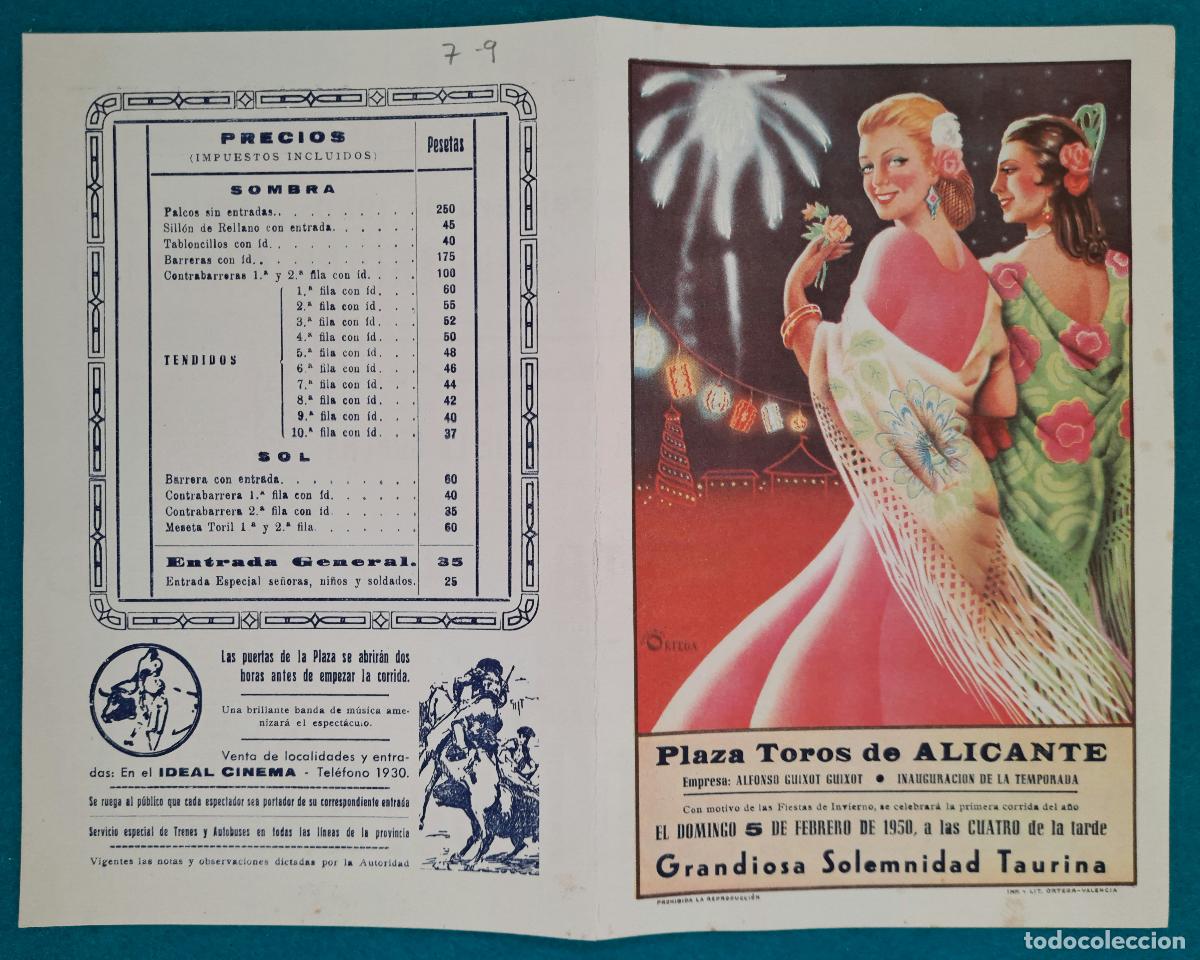 7-9
PRECIOS
(IMPUESTOS INCLUIDOS)
Pesetas
SOMBRA
Palcos sin entradas. . . . . . . . . . 250
Sillón de Rellano con entrada. . . . . . 45
Tabloncillos con íd. . . . . . . . . . 40
Barreras con íd. . . . . . . . . . . 175
Contrabarreras 1.ª y 2.ª fila con íd. . . . 100
TENDIDOS
1.ª fila con íd. . . . 60
2.ª fila con íd. . . . 55
3.ª fila con íd. . . . 52
4.ª fila con íd. . . . 50
5.ª fila con íd. . . . 48
6.ª fila con íd. . . . 46
7.ª fila con íd. . . . 44
8.ª fila con íd. . . . 42
9.ª fila con íd. . . . 40
10.ª fila con íd. . . . 37
SOL
Barrera con entrada. . . . . . . . . 60
Contrabarrera 1.ª fila con íd. . . . . . 40
Contrabarrera 2.ª fila con íd. . . . . . 35
Meseta Toril 1.ª y 2.ª fila. . . . . . . 60
Entrada General. 35
Entrada Especial señoras, niños y soldados. 25
Las puertas de la Plaza se abrirán dos
horas antes de empezar la corrida.
Una brillante banda de música ame-
nizará el espectáculo.
Venta de localidades y entra-
das: En el IDEAL CINEMA - Teléfono 1930.
Se ruega al público que cada espectador sea portador de su correspondiente entrada
Servicio especial de Trenes y Autobuses en todas las líneas de la provincia
Vigentes las notas y observaciones dictadas por la Autoridad
ORTEGA
Plaza Toros de ALICANTE
Empresa: ALFONSO GUIXOT GUIXOT • INAUGURACION DE LA TEMPORADA
Con motivo de las Fiestas de Invierno, se celebrará la primera corrida del año
EL DOMINGO 5 DE FEBRERO DE 1950, a las CUATRO de la tarde
Grandiosa Solemnidad Taurina
PROHIBIDA LA REPRODUCCIÓN
IMP. Y LIT. ORTEGA-VALENCIA
todocoleccion